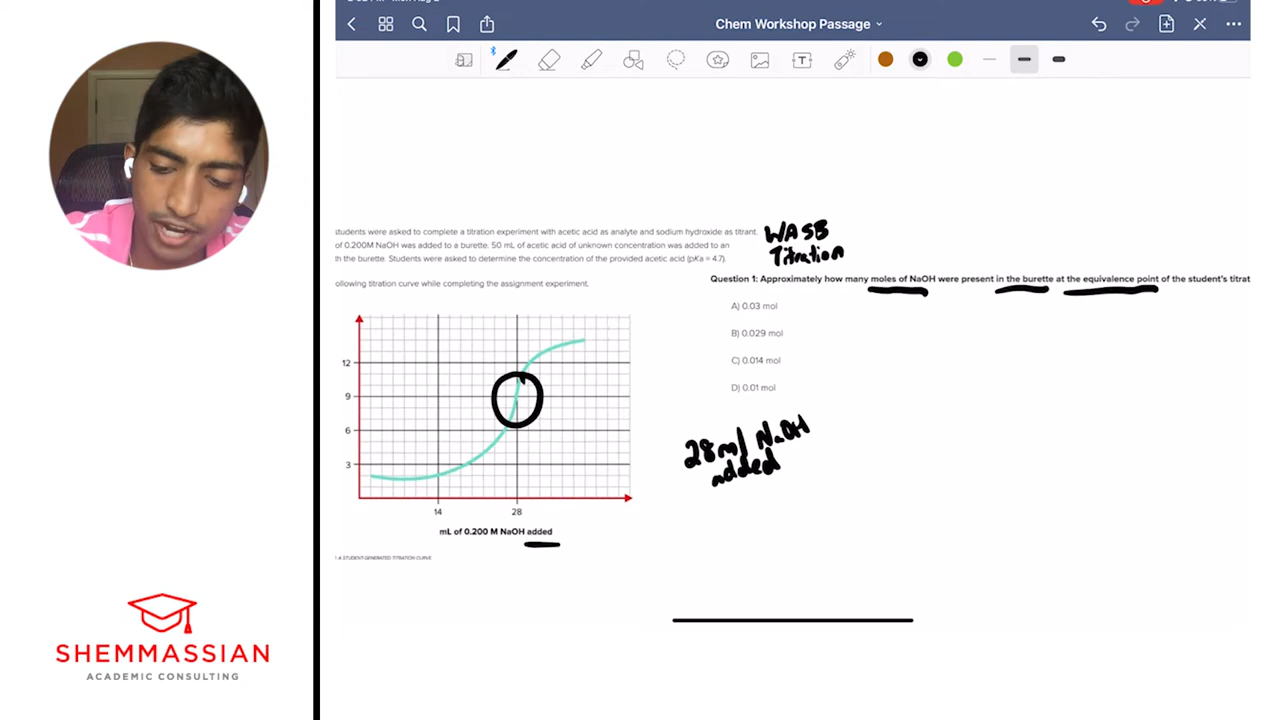 Chem Workshop Passage
students were asked to complete a titration experiment with acetic acid as analyte and sodium hydroxide as titrant.
of 0.200M NaOH was added to a burette. 50 mL of acetic acid of unknown concentration was added to an
th the burette. Students were asked to determine the concentration of the provided acetic acid (pKa = 4.7).
ollowing titration curve while completing the assignment experiment.
WASB
Titration
Question 1: Approximately how many moles of NaOH were present in the burette at the equivalence point of the student's titrat
A) 0.03 mol
B) 0.029 mol
C) 0.014 mol
D) 0.01 mol
12
9
6
3
14
28
mL of 0.200 M NaOH added
STUDENT-GENERATED TITRATION CURVE
28ml NaOH
added
SHEMMASSIAN
ACADEMIC CONSULTING